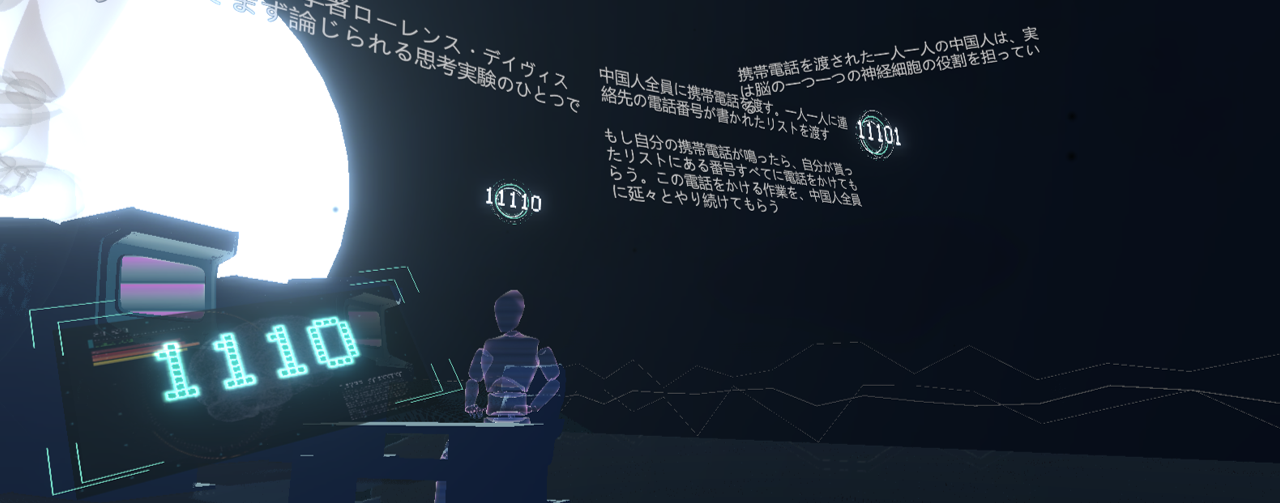 学者ローレンス・デイヴィス
まず論じられる思考実験のひとつで
中国人全員に携帯電話を渡す。一人一人に連
絡先の電話番号が書かれたリストを渡す
もし自分の携帯電話が鳴ったら、自分が貰っ
たリストにある番号すべてに電話をかけても
らう。この電話をかける作業を、中国人全員
に延々とやり続けてもらう
携帯電話を渡された一人一人の中国人は、実
は脳の一つ一つの神経細胞の役割を担ってい
る
11101
11110
1110